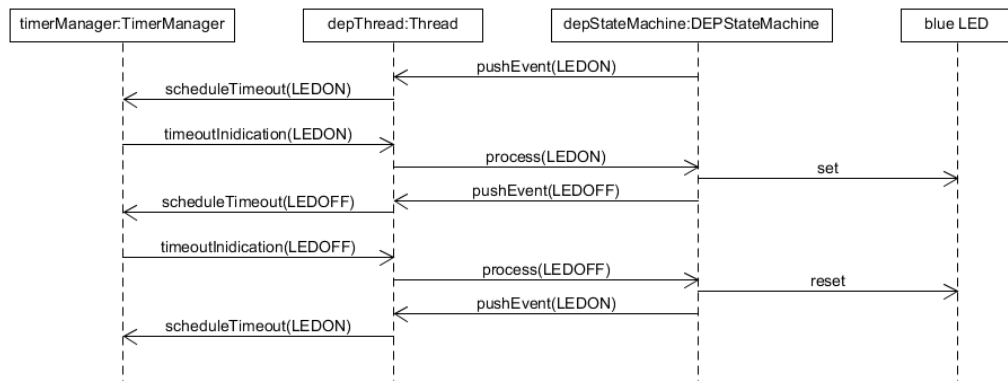 timerManager:TimerManager
depThread:Thread
depStateMachine:DEPStateMachine
blue LED
pushEvent(LEDON)
scheduleTimeout(LEDON)
timeoutInidication(LEDON)
process(LEDON)
set
pushEvent(LEDOFF)
scheduleTimeout(LEDOFF)
timeoutInidication(LEDOFF)
process(LEDOFF)
reset
pushEvent(LEDON)
scheduleTimeout(LEDON)